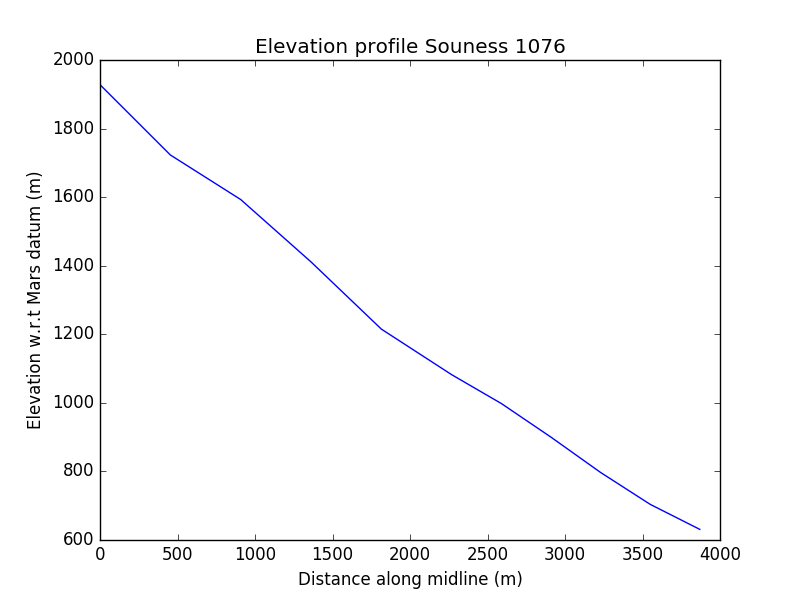 Elevation profile Souness 1076
Elevation w.r.t Mars datum (m)
2000
1800
1600
1400
1200
1000
800
600
0 500 1000 1500 2000 2500 3000 3500 4000
Distance along midline (m)